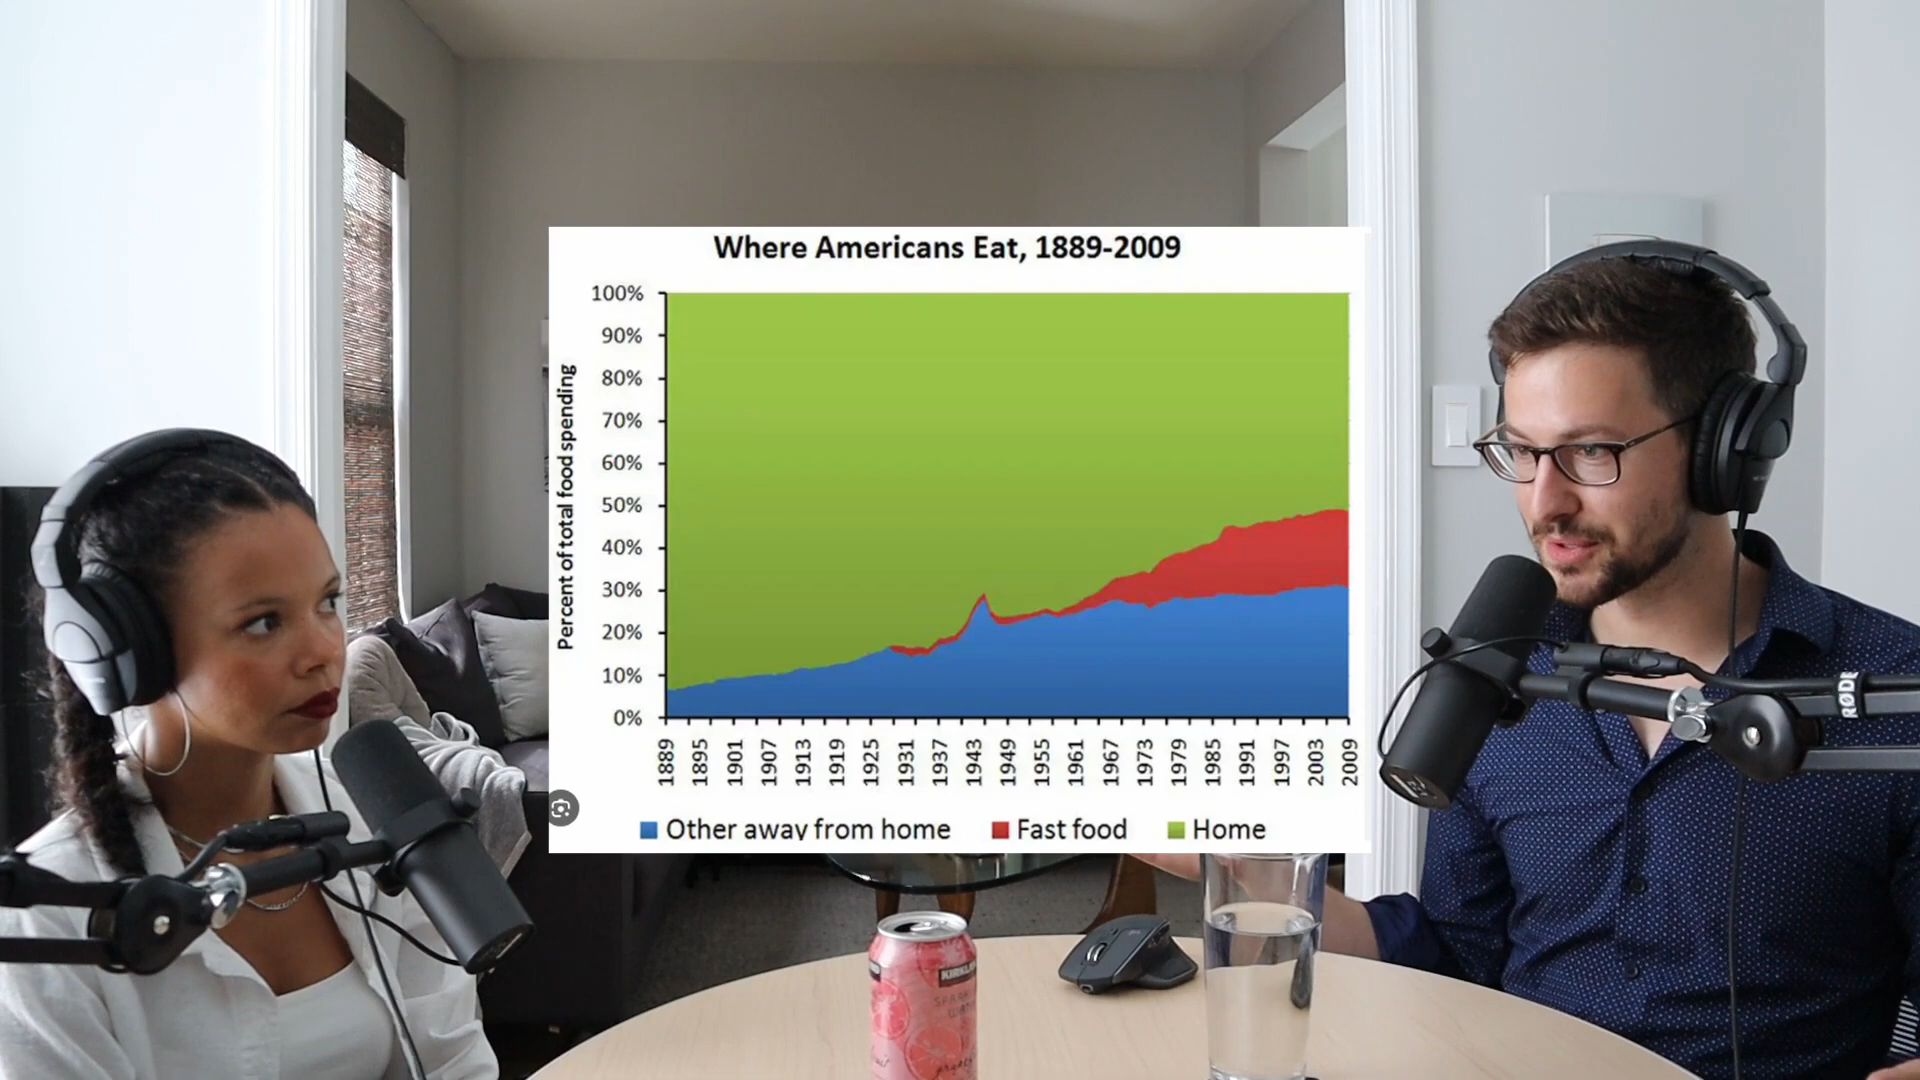 Where Americans Eat, 1889-2009
Percent of total food spending
100%
90%
80%
70%
60%
50%
40%
30%
20%
10%
0%
1889 1895 1901 1907 1913 1919 1925 1931 1937 1943 1949 1955 1961 1967 1973 1979 1985 1991 1997 2003 2009
Other away from home Fast food Home
RØDE